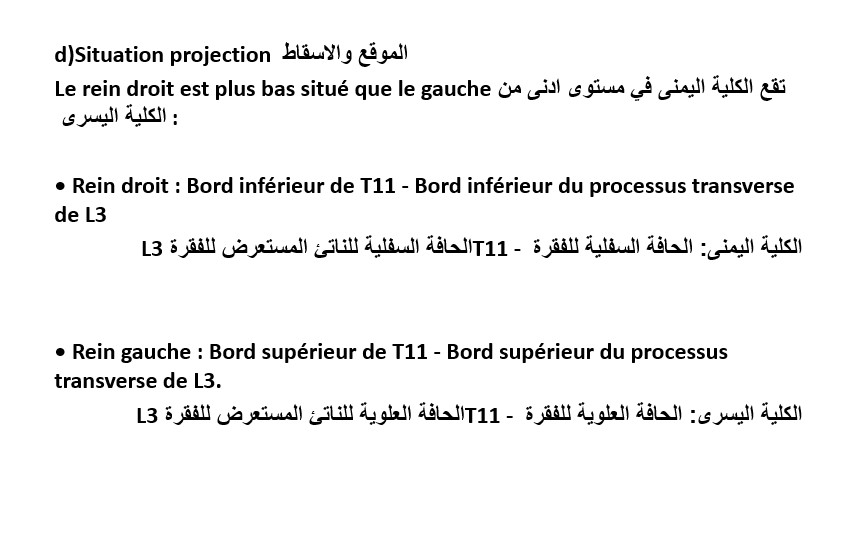 d)Situation projection الموقع والاسقاط
Le rein droit est plus bas situé que le gauche تقع الكلية اليمنى في مستوى ادنى من
الكلية اليسرى :
• Rein droit : Bord inférieur de T11 - Bord inférieur du processus transverse
de L3
الكلية اليمنى: الحافة السفلية للفقرة T11 - الحافة السفلية للناتئ المستعرض للفقرة L3
• Rein gauche : Bord supérieur de T11 - Bord supérieur du processus
transverse de L3.
الكلية اليسرى: الحافة العلوية للفقرة T11 - الحافة العلوية للناتئ المستعرض للفقرة L3